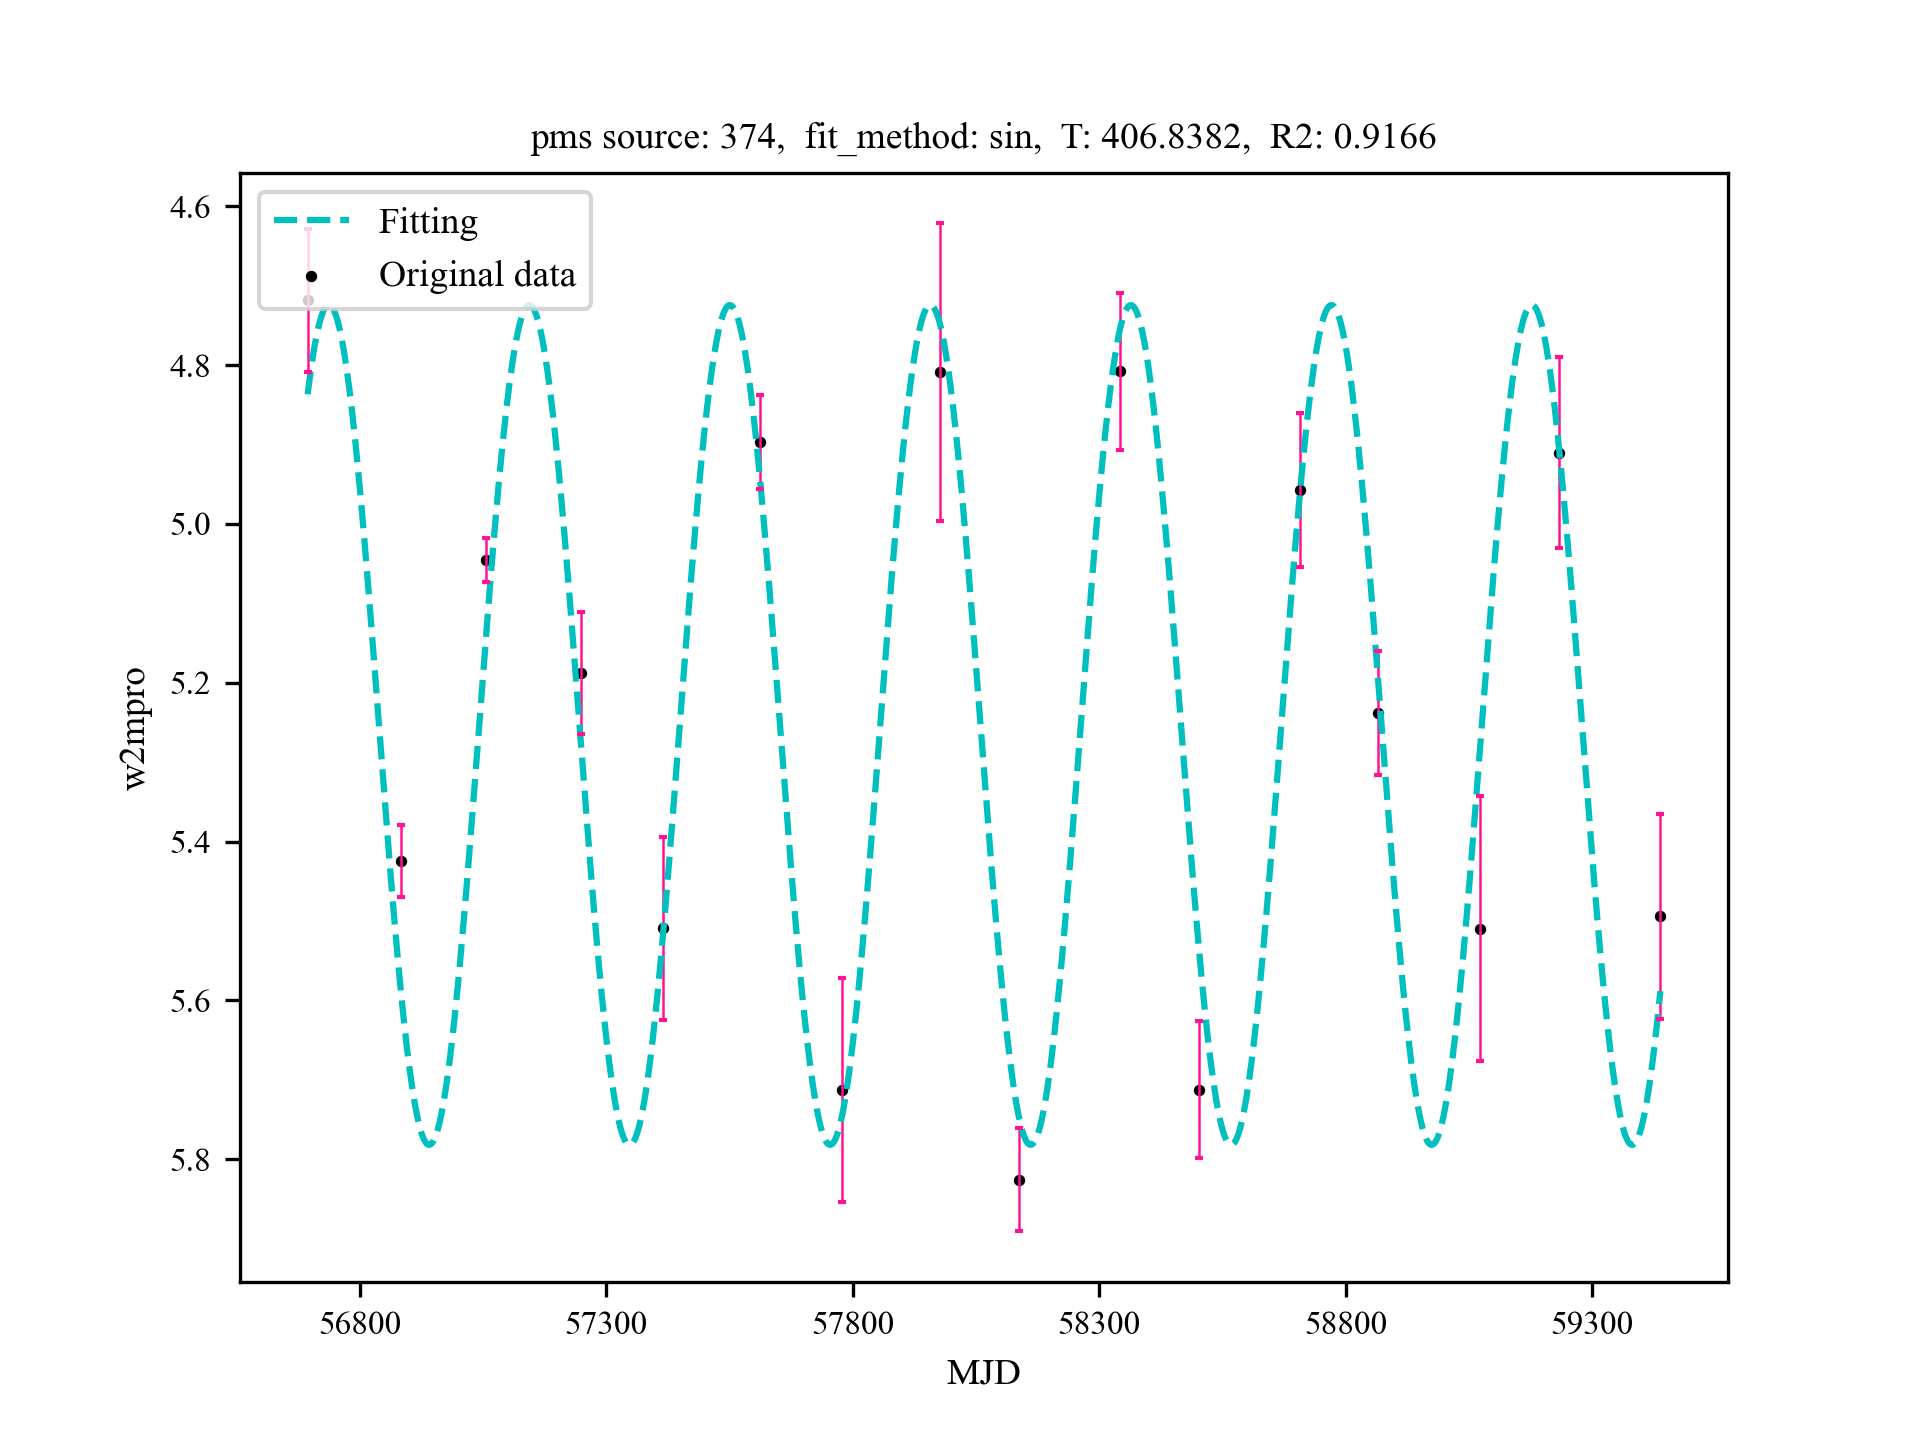 pms source: 374, fit_method: sin, T: 406.8382, R2: 0.9166
Fitting
Original data
4.6
4.8
5.0
5.2
5.4
5.6
5.8
w2mpro
56800 57300 57800 58300 58800 59300
MJD